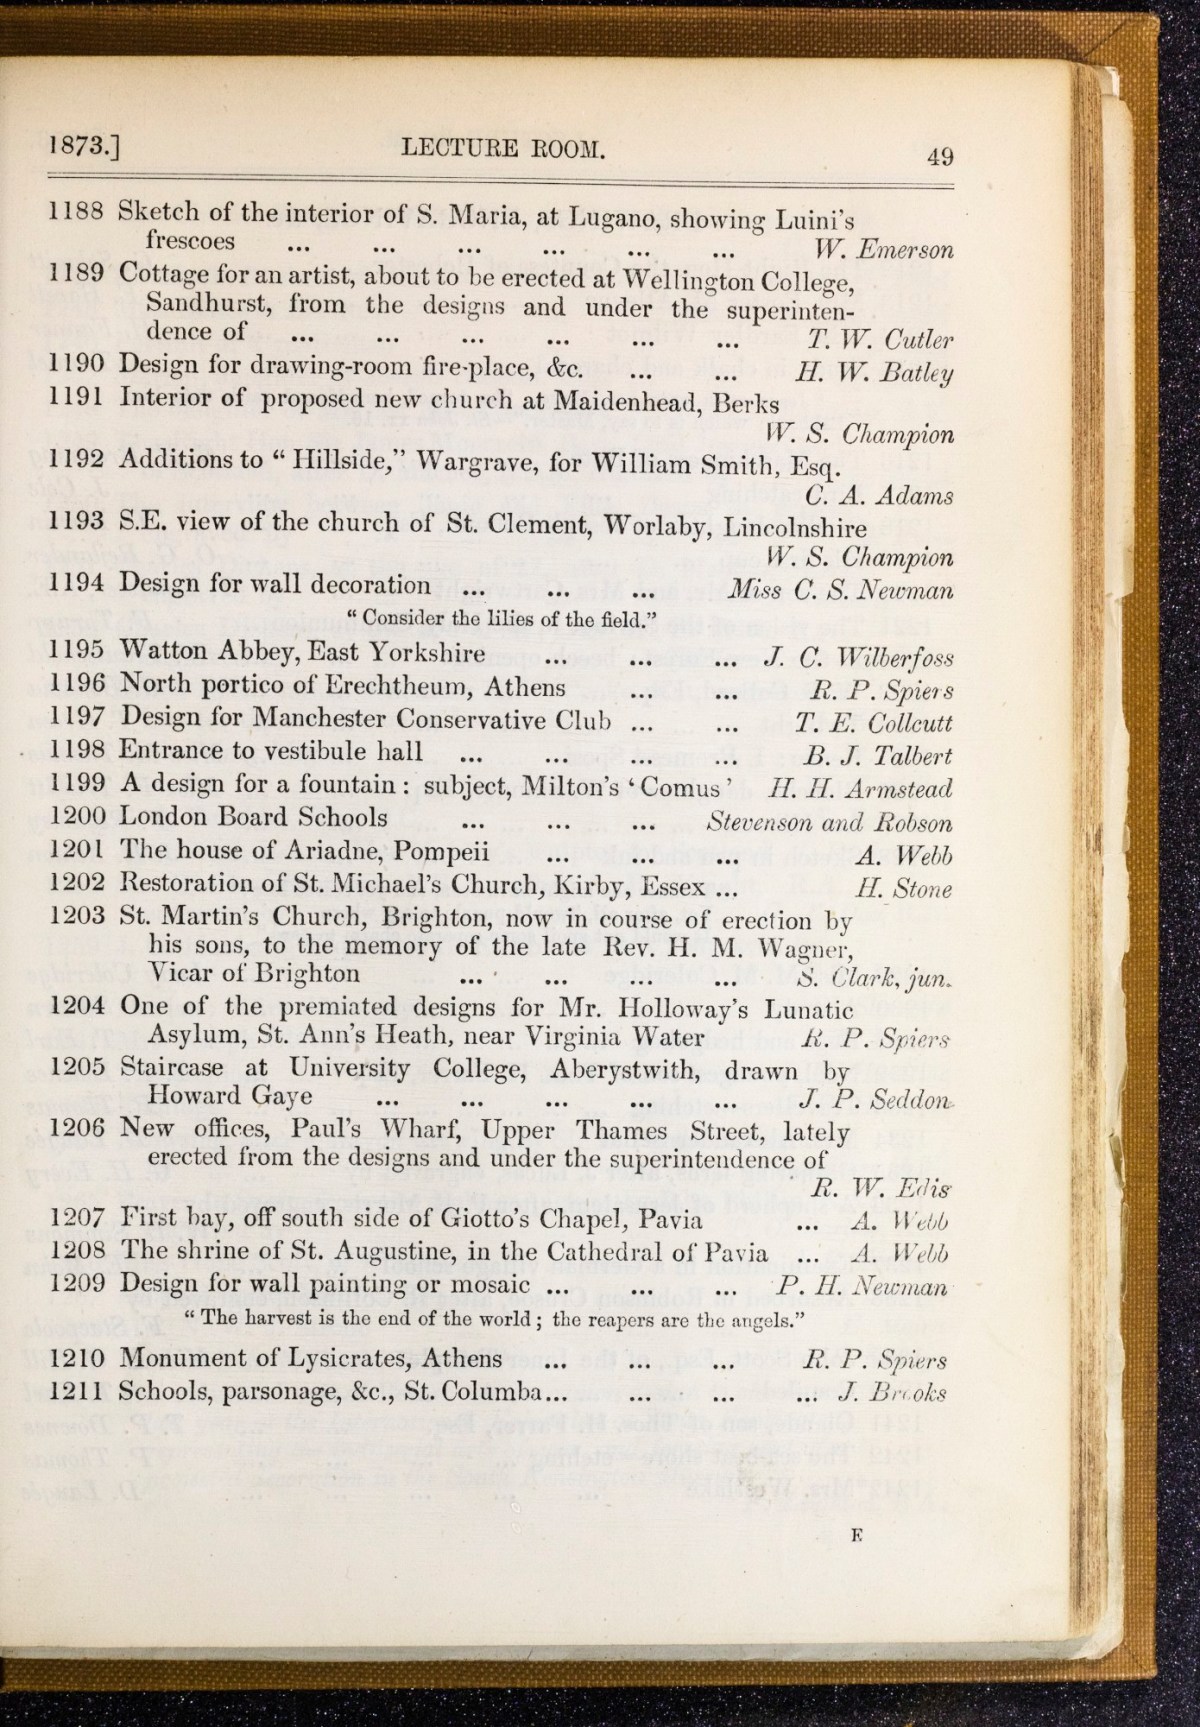 1873.] LECTURE ROOM. 49
1188 Sketch of the interior of S. Maria, at Lugano, showing Luini's
frescoes ... ... ... ... ... ... W. Emerson
1189 Cottage for an artist, about to be erected at Wellington College,
Sandhurst, from the designs and under the superinten-
dence of ... ... ... ... ... ... T. W. Cutler
1190 Design for drawing-room fire-place, &c. ... ... H. W. Batley
1191 Interior of proposed new church at Maidenhead, Berks
W. S. Champion
1192 Additions to “Hillside,” Wargrave, for William Smith, Esq.
C. A. Adams
1193 S.E. view of the church of St. Clement, Worlaby, Lincolnshire
W. S. Champion
1194 Design for wall decoration ... ... ... Miss C. S. Newman
“Consider the lilies of the field.”
1195 Watton Abbey, East Yorkshire ... ... ... J. C. Wilberfoss
1196 North portico of Erechtheum, Athens ... ... R. P. Spiers
1197 Design for Manchester Conservative Club ... ... T. E. Collcutt
1198 Entrance to vestibule hall ... ... ... ... B. J. Talbert
1199 A design for a fountain: subject, Milton's ‘Comus’ H. H. Armstead
1200 London Board Schools ... ... ... Stevenson and Robson
1201 The house of Ariadne, Pompeii ... ... ... A. Webb
1202 Restoration of St. Michael's Church, Kirby, Essex ... H. Stone
1203 St. Martin's Church, Brighton, now in course of erection by
his sons, to the memory of the late Rev. H. M. Wagner,
Vicar of Brighton ... ... ... ... S. Clark, jun.
1204 One of the premiated designs for Mr. Holloway's Lunatic
Asylum, St. Ann's Heath, near Virginia Water R. P. Spiers
1205 Staircase at University College, Aberystwith, drawn by
Howard Gaye ... ... ... ... ... J. P. Seddon
1206 New offices, Paul's Wharf, Upper Thames Street, lately
erected from the designs and under the superintendence of
R. W. Edis
1207 First bay, off south side of Giotto's Chapel, Pavia ... A. Webb
1208 The shrine of St. Augustine, in the Cathedral of Pavia ... A. Webb
1209 Design for wall painting or mosaic ... ... ... P. H. Newman
“The harvest is the end of the world; the reapers are the angels.”
1210 Monument of Lysicrates, Athens ... ... ... R. P. Spiers
1211 Schools, parsonage, &c., St. Columba... ... ... ... J. Brooks
E